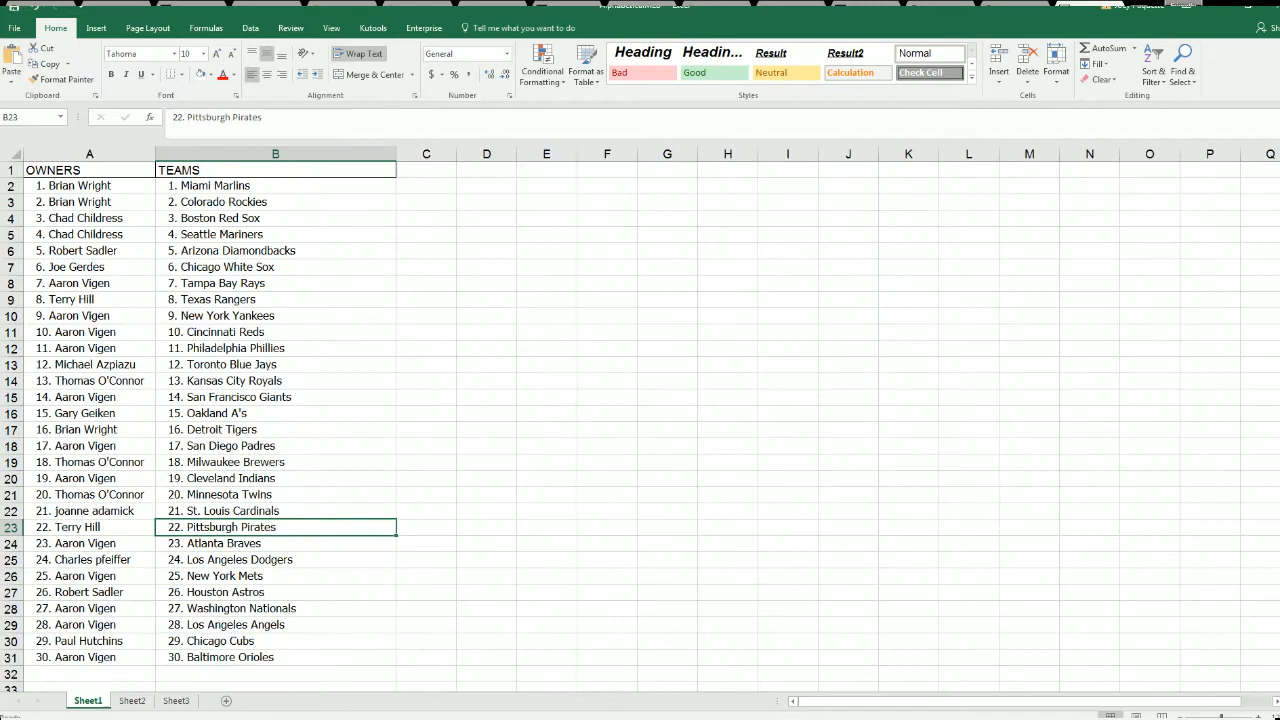 File Home Insert Page Layout Formulas Data Review View Kutools Enterprise Tell me what you want to do
Cut
Copy
Format Painter
Paste
Clipboard
Tahoma 10
B I U A
Font
Wrap Text
Merge & Center
Alignment
General
$ % ,
Number
Conditional Formatting
Format as Table
Heading Headin... Result Result2 Normal
Bad Good Neutral Calculation Check Cell
Styles
Insert Delete Format
Cells
AutoSum
Fill
Clear
Sort & Filter
Find & Select
Editing
B23 fx 22. Pittsburgh Pirates
A B C D E F G H I J K L M N O P Q
1 OWNERS TEAMS
2 1. Brian Wright 1. Miami Marlins
3 2. Brian Wright 2. Colorado Rockies
4 3. Chad Childress 3. Boston Red Sox
5 4. Chad Childress 4. Seattle Mariners
6 5. Robert Sadler 5. Arizona Diamondbacks
7 6. Joe Gerdes 6. Chicago White Sox
8 7. Aaron Vigen 7. Tampa Bay Rays
9 8. Terry Hill 8. Texas Rangers
10 9. Aaron Vigen 9. New York Yankees
11 10. Aaron Vigen 10. Cincinnati Reds
12 11. Aaron Vigen 11. Philadelphia Phillies
13 12. Michael Azpiazu 12. Toronto Blue Jays
14 13. Thomas O'Connor 13. Kansas City Royals
15 14. Aaron Vigen 14. San Francisco Giants
16 15. Gary Geiken 15. Oakland A's
17 16. Brian Wright 16. Detroit Tigers
18 17. Aaron Vigen 17. San Diego Padres
19 18. Thomas O'Connor 18. Milwaukee Brewers
20 19. Aaron Vigen 19. Cleveland Indians
21 20. Thomas O'Connor 20. Minnesota Twins
22 21. joanne adamick 21. St. Louis Cardinals
23 22. Terry Hill 22. Pittsburgh Pirates
24 23. Aaron Vigen 23. Atlanta Braves
25 24. Charles pfeiffer 24. Los Angeles Dodgers
26 25. Aaron Vigen 25. New York Mets
27 26. Robert Sadler 26. Houston Astros
28 27. Aaron Vigen 27. Washington Nationals
29 28. Aaron Vigen 28. Los Angeles Angels
30 29. Paul Hutchins 29. Chicago Cubs
31 30. Aaron Vigen 30. Baltimore Orioles
32
33
Sheet1 Sheet2 Sheet3